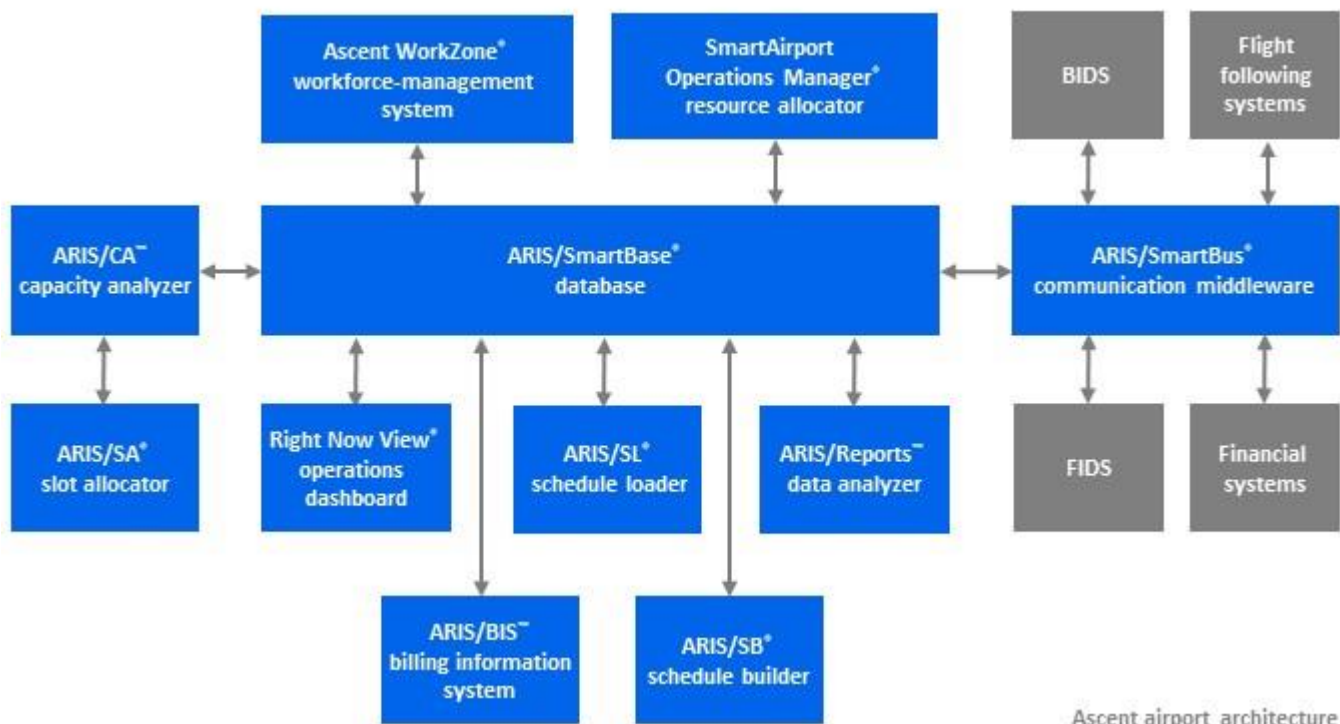 Ascent WorkZone®
workforce-management
system
SmartAirport
Operations Manager®
resource allocator
BIDS
Flight
following
systems
ARIS/CA™
capacity analyzer
ARIS/SmartBase®
database
ARIS/SmartBus®
communication middleware
ARIS/SA®
slot allocator
Right Now View®
operations
dashboard
ARIS/SL®
schedule loader
ARIS/Reports™
data analyzer
FIDS
Financial
systems
ARIS/BIS™
billing information
system
ARIS/SB®
schedule builder
Ascent airport architecture